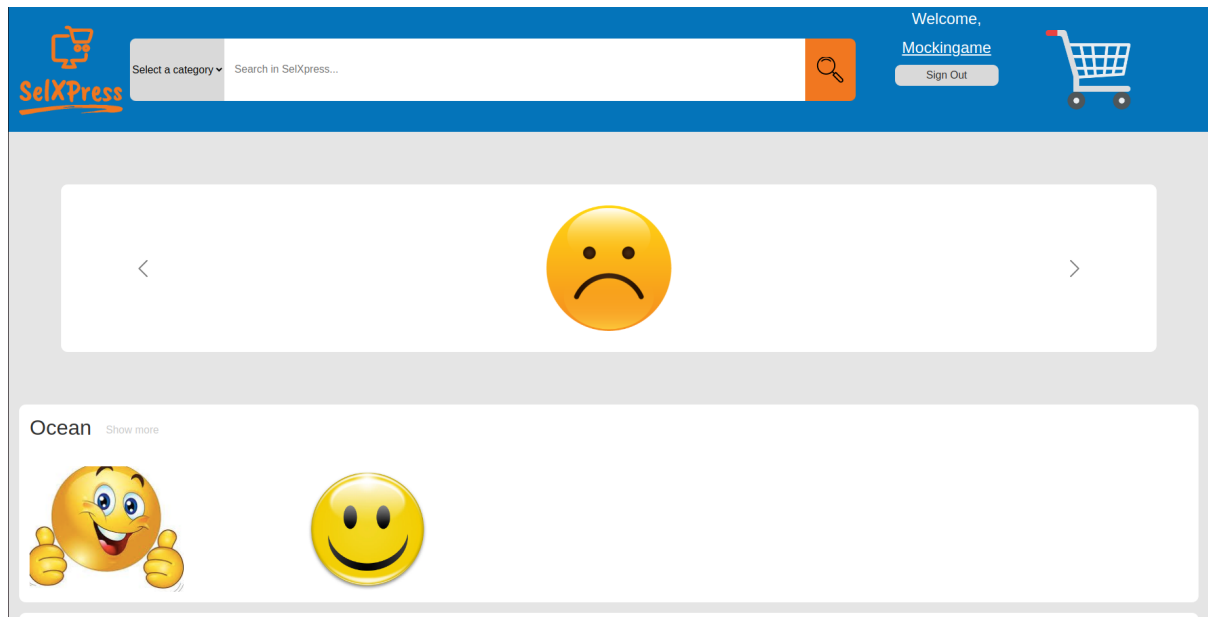 SelXPress
Select a category
Search in SelXpress...
Welcome,
Mockingame
Sign Out
Ocean
Show more